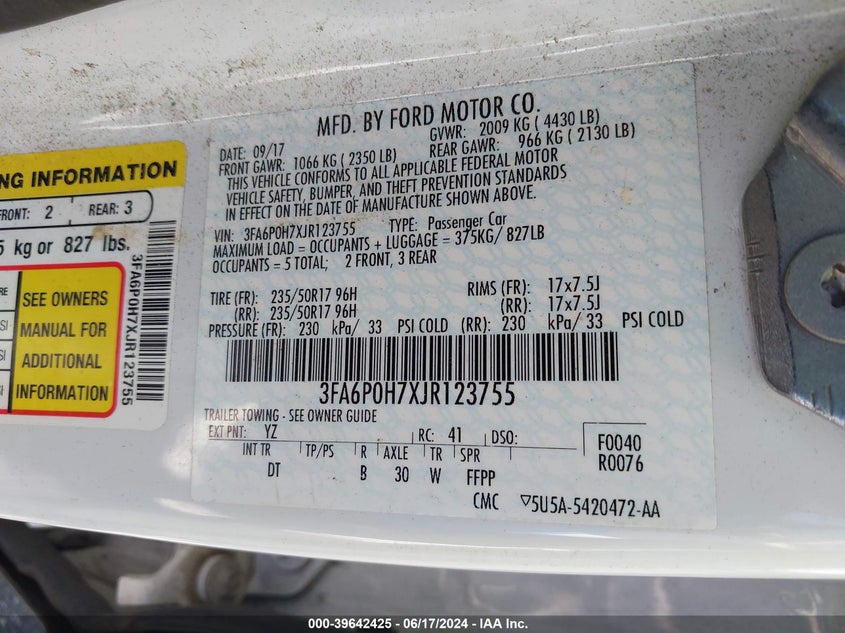 MFD. BY FORD MOTOR CO.
DATE: 09/17 GVWR: 2009 KG ( 4430 LB)
FRONT GAWR: 1066 KG ( 2350 LB) REAR GAWR: 966 KG ( 2130 LB)
THIS VEHICLE CONFORMS TO ALL APPLICABLE FEDERAL MOTOR
VEHICLE SAFETY, BUMPER, AND THEFT PREVENTION STANDARDS
IN EFFECT ON THE DATE OF MANUFACTURE SHOWN ABOVE.
VIN: 3FA6P0H7XJR123755 TYPE: Passenger Car
MAXIMUM LOAD = OCCUPANTS + LUGGAGE = 375KG/ 827LB
OCCUPANTS = 5 TOTAL; 2 FRONT, 3 REAR
TIRE (FR): 235/50R17 96H RIMS (FR): 17x7.5J
(RR): 235/50R17 96H (RR): 17x7.5J
PRESSURE (FR): 230 kPa/ 33 PSI COLD (RR): 230 kPa/ 33 PSI COLD
3FA6P0H7XJR123755
TRAILER TOWING - SEE OWNER GUIDE
EXT PNT: YZ RC: 41 DSO:
INT TR TP/PS R AXLE TR SPR
DT B 30 W FFPP
F0040
R0076
CMC ▽5U5A-5420472-AA
INFORMATION
FRONT: 2 REAR: 3
kg or 827 lbs.
SEE OWNERS
MANUAL FOR
ADDITIONAL
INFORMATION
3FA6P0H7XJR123755
000-39642425 | 06/17/2024 | IAA Inc.